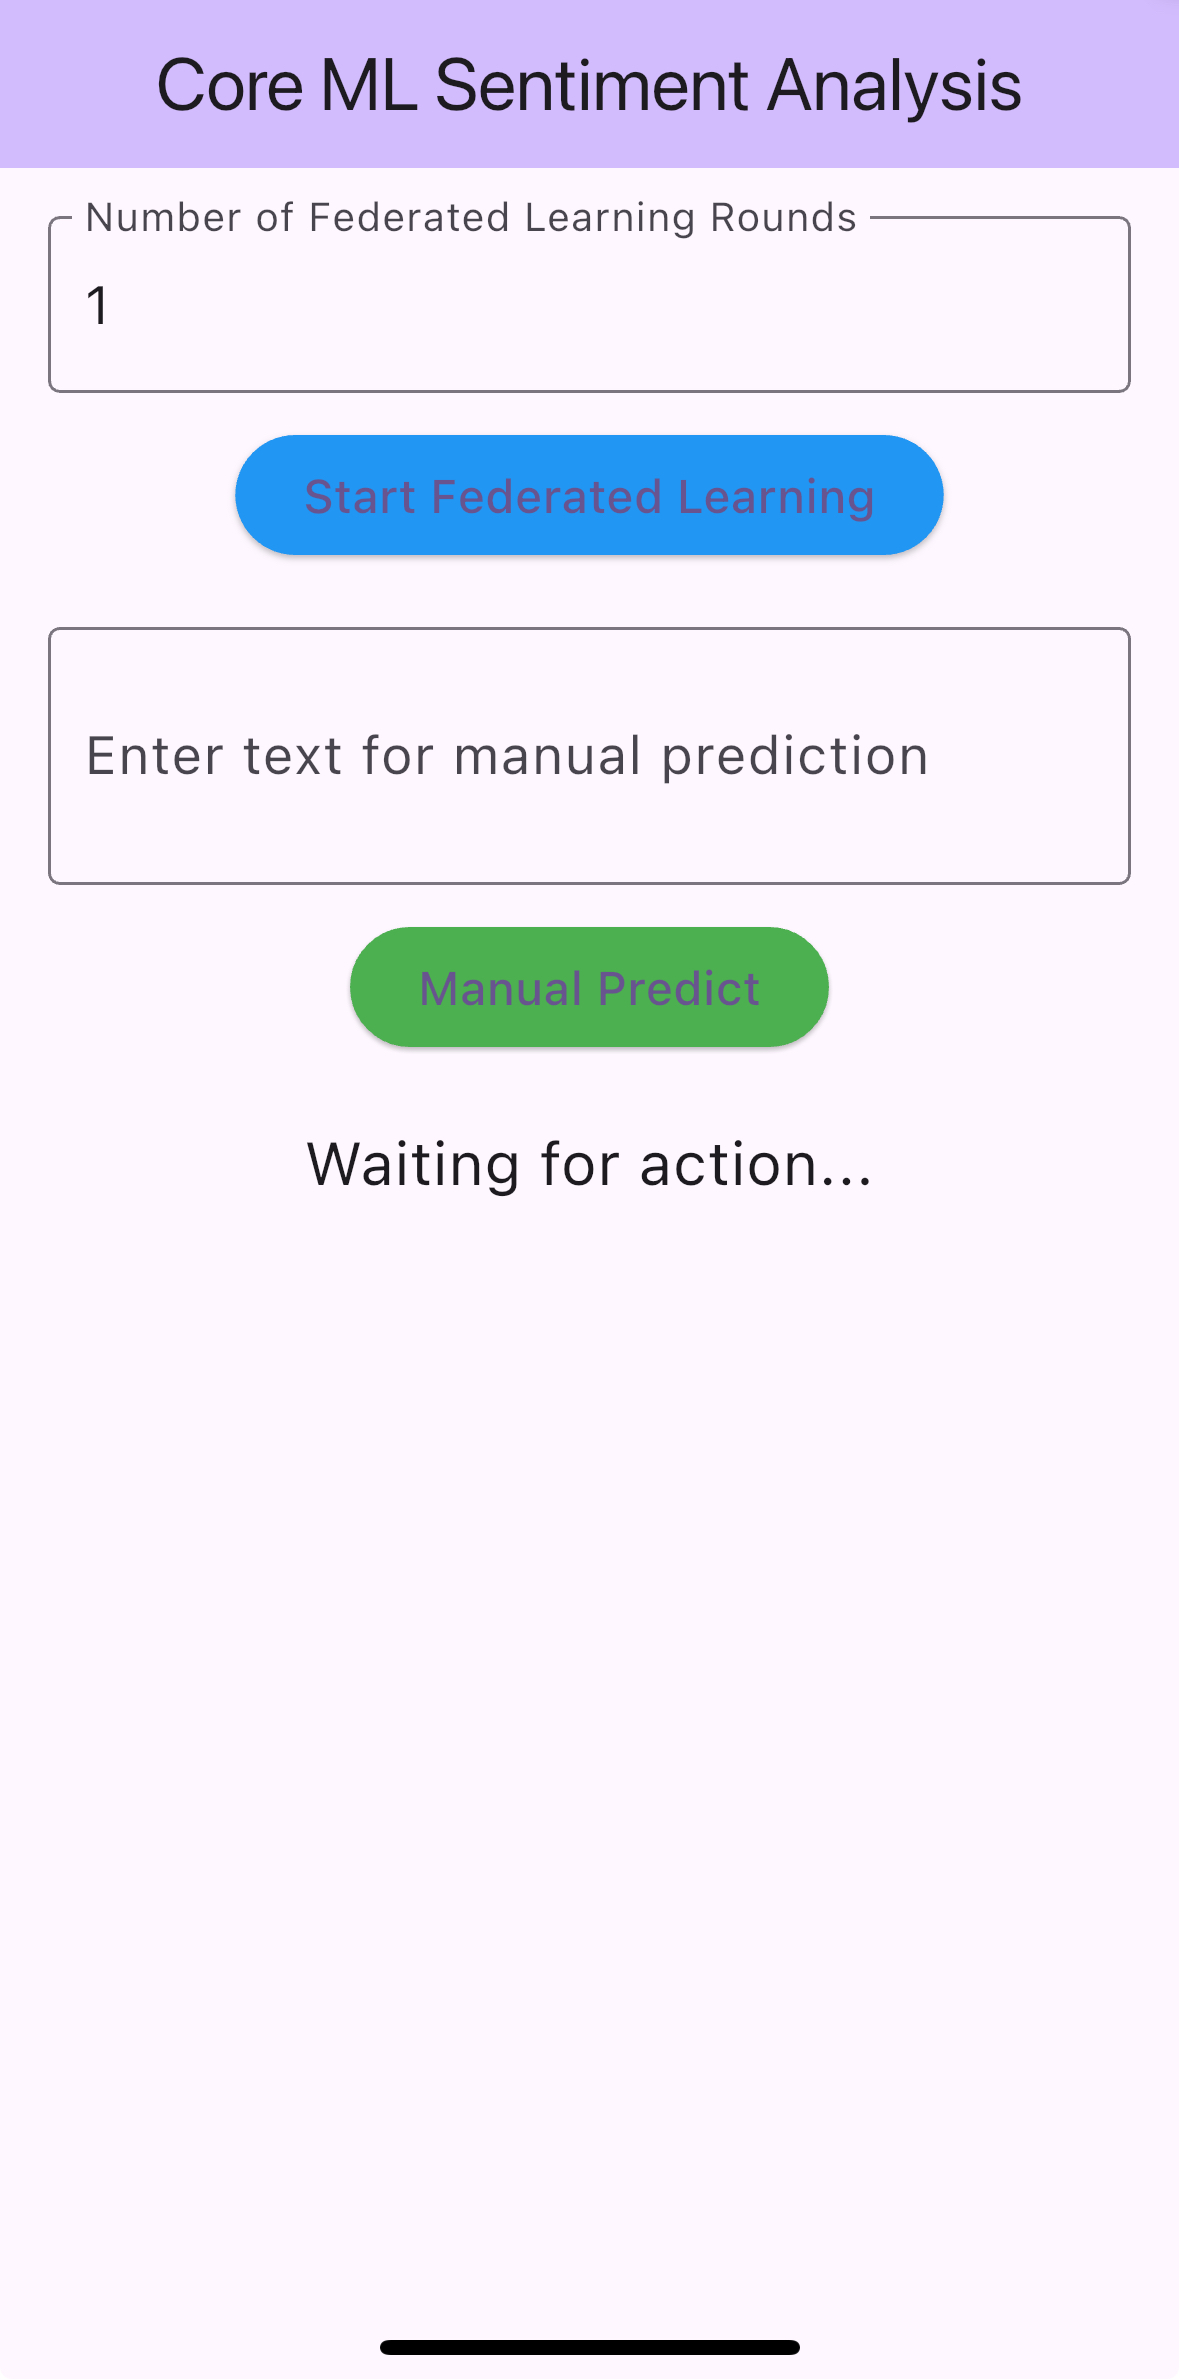 Core ML Sentiment Analysis
Number of Federated Learning Rounds
1
Start Federated Learning
Enter text for manual prediction
Manual Predict
Waiting for action...